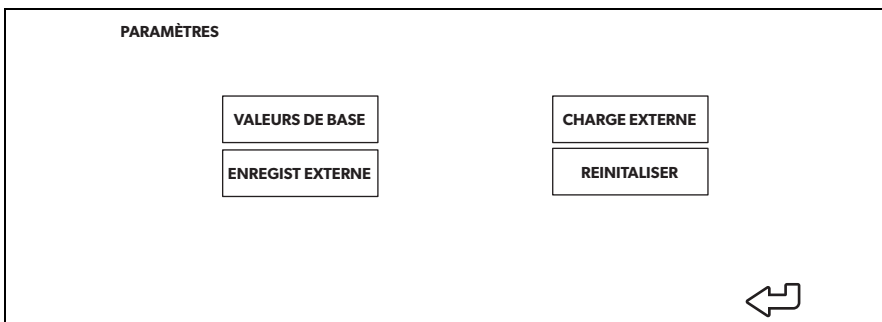 PARAMÈTRES
VALEURS DE BASE
CHARGE EXTERNE
ENREGIST EXTERNE
REINITALISER